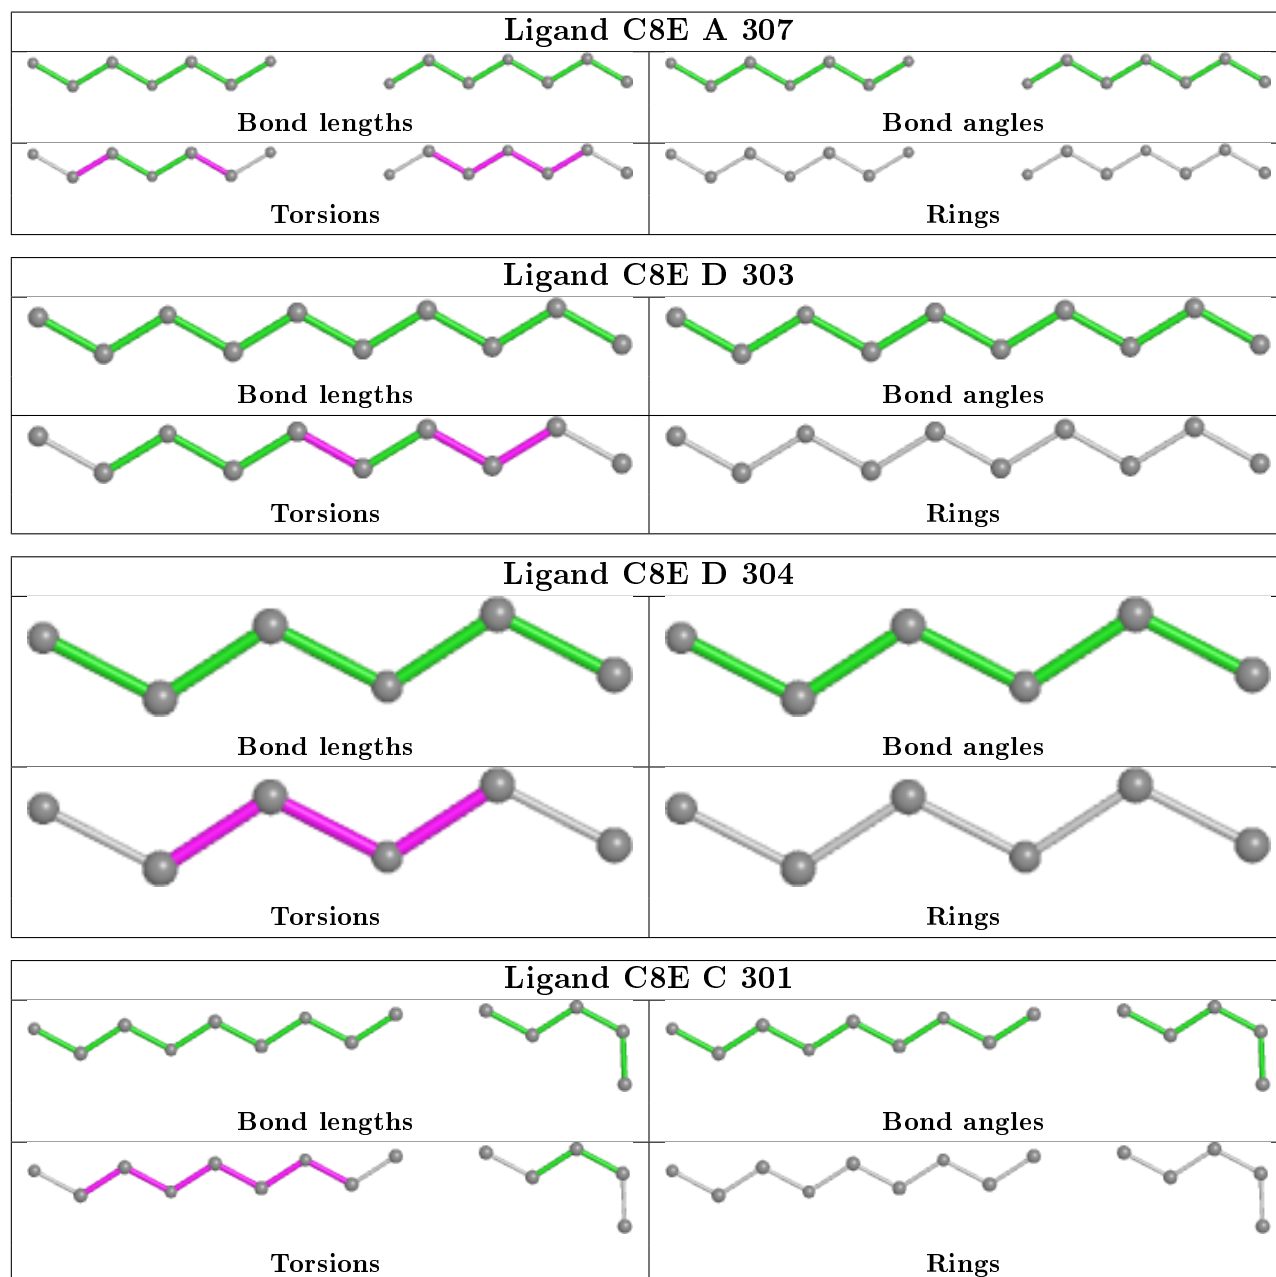 Ligand C8E A 307
Bond lengths
Bond angles
Torsions
Rings
Ligand C8E D 303
Bond lengths
Bond angles
Torsions
Rings
Ligand C8E D 304
Bond lengths
Bond angles
Torsions
Rings
Ligand C8E C 301
Bond lengths
Bond angles
Torsions
Rings